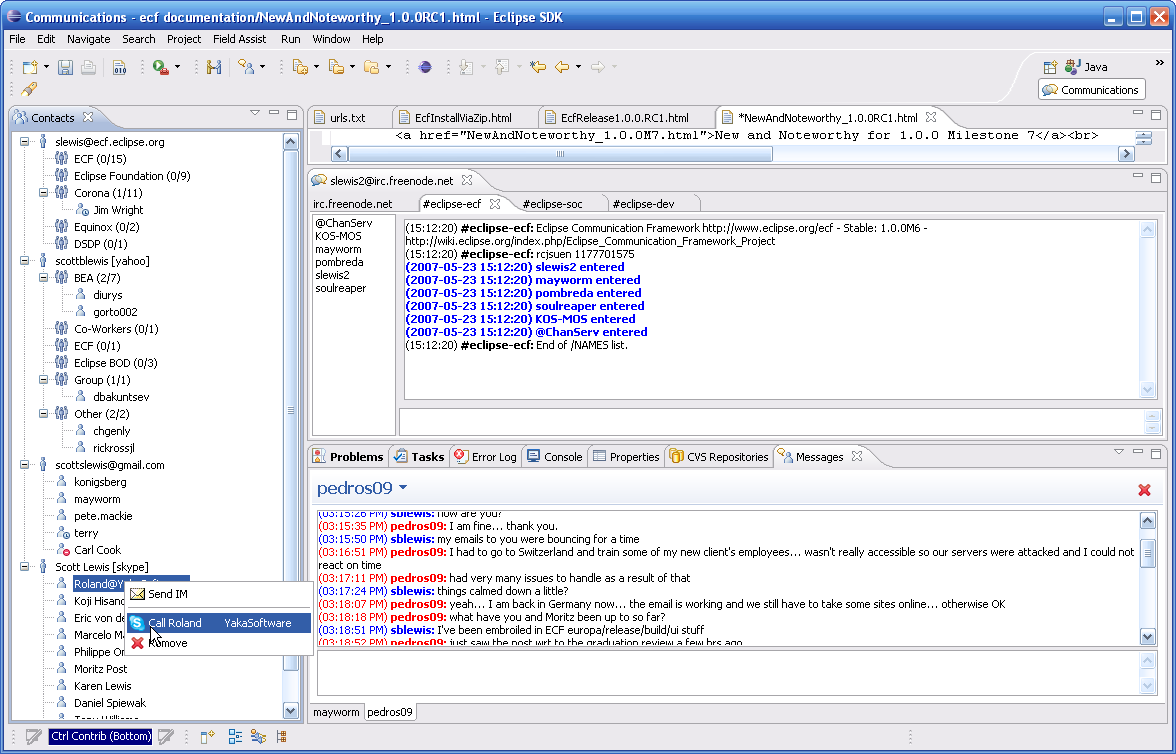 Communications - ecf documentation/NewAndNoteworthy_1.0.0RC1.html - Eclipse SDK
File Edit Navigate Search Project Field Assist Run Window Help
Java
Communications
Contacts
slewis@ecf.eclipse.org
ECF (0/15)
Eclipse Foundation (0/9)
Corona (1/11)
Jim Wright
Equinox (0/2)
DSDP (0/1)
scottblewis [yahoo]
BEA (2/7)
diurys
gorto002
Co-Workers (0/1)
ECF (0/1)
Eclipse BOD (0/3)
Group (1/1)
dbakuntsev
Other (2/2)
chgenly
rickrossjl
scottslewis@gmail.com
konigsberg
mayworm
pete.mackie
terry
Carl Cook
Scott Lewis [skype]
Koji Hisano
Eric von de
Marcelo Ma
Philippe Om
Moritz Post
Karen Lewis
Daniel Spiewak
Send IM
Call Roland YakaSoftware
Remove
urls.txt EcfInstallViaZip.html EcfRelease1.0.0.RC1.html *NewAndNoteworthy_1.0.0RC1.html
<a href="NewAndNoteworthy_1.0.0M7.html">New and Noteworthy for 1.0.0 Milestone 7</a><br>
slewis2@irc.freenode.net
irc.freenode.net #eclipse-ecf #eclipse-soc #eclipse-dev
@ChanServ
KOS-MOS
mayworm
pombreda
slewis2
soulreaper
(15:12:20) #eclipse-ecf: Eclipse Communication Framework http://www.eclipse.org/ecf - Stable: 1.0.0M6 -
http://wiki.eclipse.org/index.php/Eclipse_Communication_Framework_Project
(15:12:20) #eclipse-ecf: rcjsuen 1177701575
(2007-05-23 15:12:20) slewis2 entered
(2007-05-23 15:12:20) mayworm entered
(2007-05-23 15:12:20) pombreda entered
(2007-05-23 15:12:20) soulreaper entered
(2007-05-23 15:12:20) KOS-MOS entered
(2007-05-23 15:12:20) @ChanServ entered
(15:12:20) #eclipse-ecf: End of /NAMES list.
Problems Tasks Error Log Console Properties CVS Repositories Messages
pedros09
(03:15:26 PM) sblewis: how are you?
(03:15:35 PM) pedros09: I am fine... thank you.
(03:15:50 PM) sblewis: my emails to you were bouncing for a time
(03:16:51 PM) pedros09: I had to go to Switzerland and train some of my new client's employees... wasn't really accessible so our servers were attacked and I could not
react on time
(03:17:11 PM) pedros09: had very many issues to handle as a result of that
(03:17:24 PM) sblewis: things calmed down a little?
(03:18:07 PM) pedros09: yeah... I am back in Germany now... the email is working and we still have to take some sites online... otherwise OK
(03:18:18 PM) pedros09: what have you and Moritz been up to so far?
(03:18:51 PM) sblewis: I've been embroiled in ECF europa/release/build/ui stuff
(03:18:52 PM) pedros09: just saw the post wrt to the graduation review a few hrs ago
mayworm pedros09
Ctrl Contrib (Bottom)
010